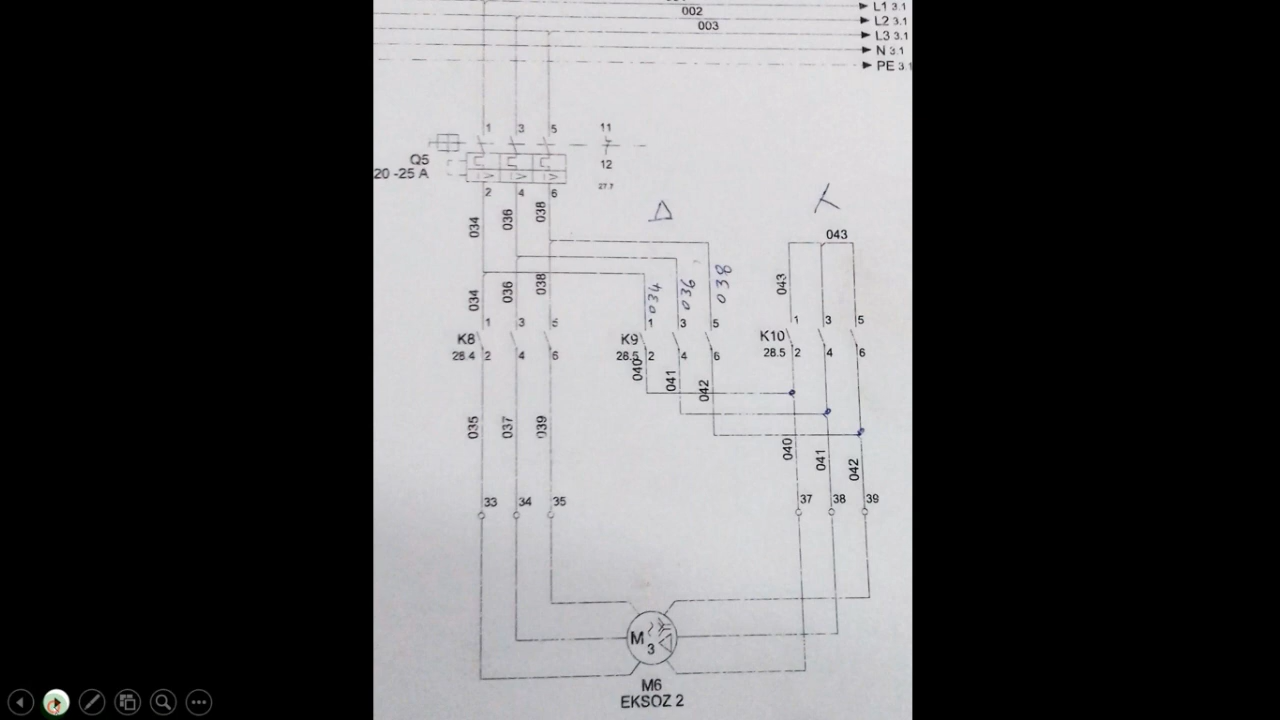 L1 3.1
002
L2 3.1
003
L3 3.1
N 3.1
PE 3.1
1 3 5 11
Q5
12
20 -25 A
27.7
2 4 6
034 036 038
Δ
043
034 036 038 034 036 038 043
1 3 5 1 3 5 1 3 5
K8 K9 K10
28.4 2 4 6 28.5 2 4 6 28.5 2 4 6
040 041 042
035 037 039 040 041 042
33 34 35 37 38 39
M
3
M6
EKSOZ 2